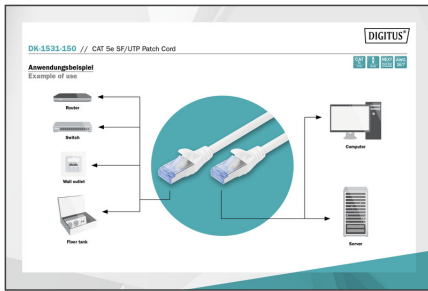 DIGITUS®
DK-1531-150 // CAT 5e SF/UTP Patch Cord
Anwendungsbeispiel
Example of use
Router
Switch
Wall outlet
Floor tank
Computer
Server